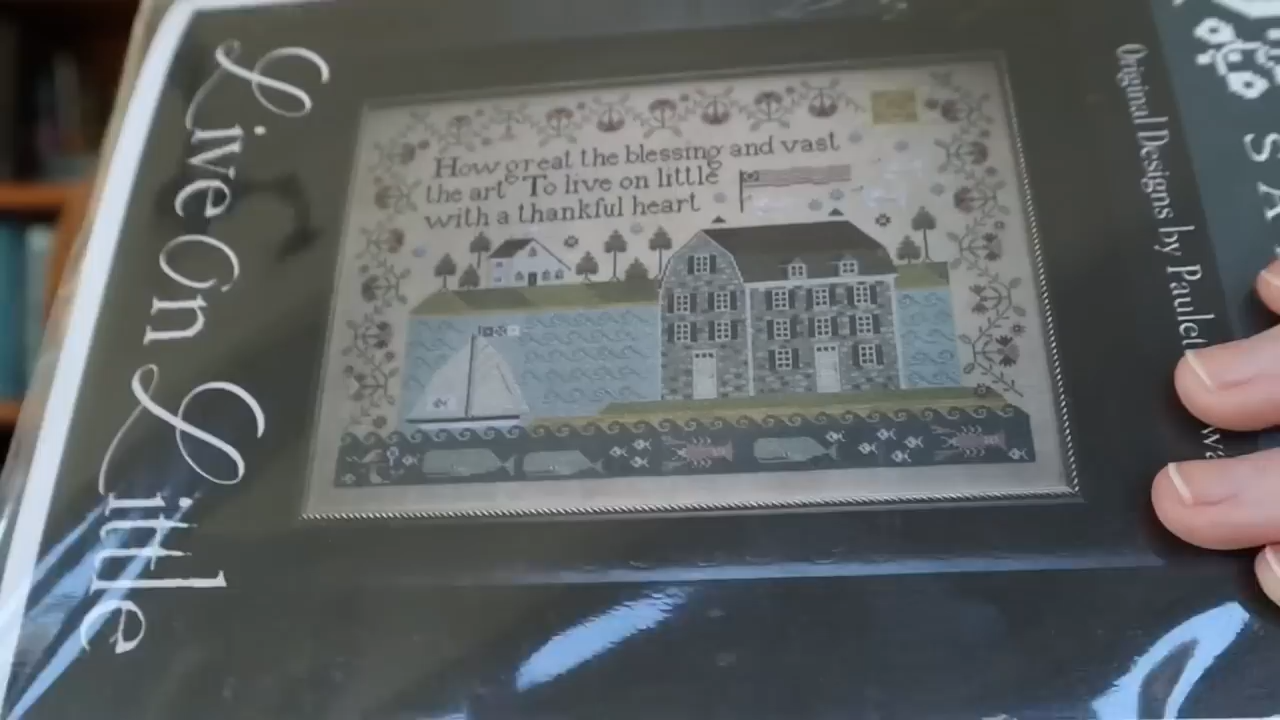 Live On Little
How great the blessing and vast
the art To live on little
with a thankful heart
Original Designs by